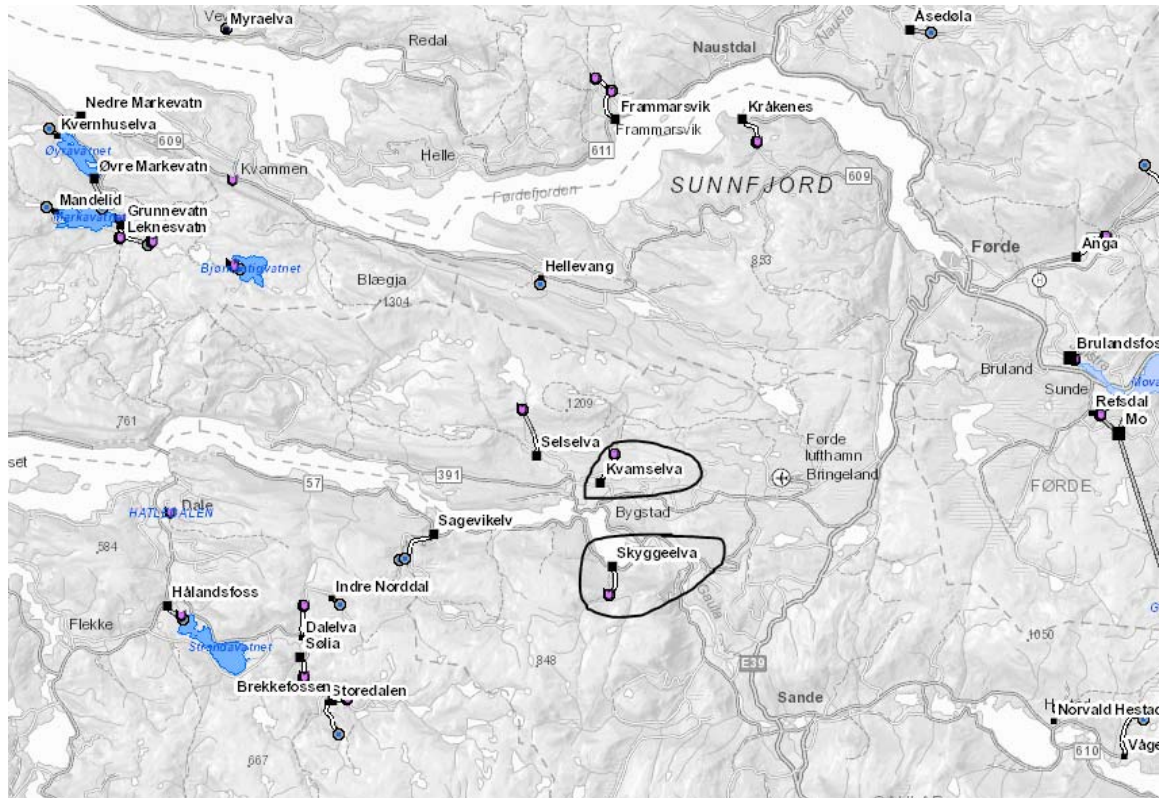 Myraelva
Redal
Naustdal
Nausta
Åsedøla
Nedre Markevatn
Kvernhuselva
Øyravatnet
609
Øvre Markevatn
Kvammen
Helle
Frammarsvik
Frammarsvik
611
Kråkenes
SUNNFJORD
609
Førdefjorden
Mandelid
Grunnevatn
Leknesvatn
Blægja
1304
Hellevang
853
Førde
Anga
H
Brulandsfos
Bruland
Sunde
Refsdal
Mo
FØRDE
761
1209
Selselva
Kvamselva
Førde
lufthamn
Bringeland
391
57
Bygstad
set
Dale
584
Sagevikelv
Skyggeelva
Gaula
Hålandsfoss
Flekke
Strandavatnet
Indre Norddal
Dalelva
Sølia
Brekkefossen
Storedalen
848
667
E39
Sande
1050
Norvald Hestad
610
Våge